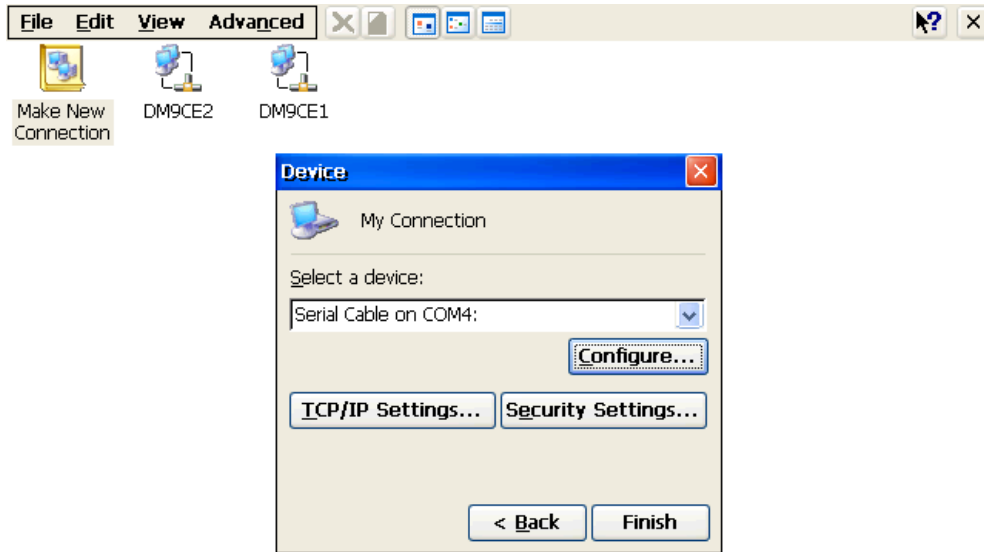 File Edit View Advanced
Make New
Connection
DM9CE2
DM9CE1
Device
My Connection
Select a device:
Serial Cable on COM4:
Configure...
TCP/IP Settings... Security Settings...
< Back Finish